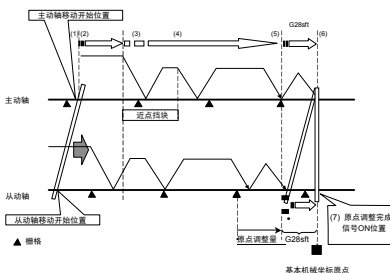 主动轴移动开始位置
G28sft
(1) (2) (3) (4) (5) (6)
主动轴
近点挡块
从动轴
从动轴移动开始位置
▲ 栅格
原点调整量 G28sft
(7) 原点调整完成
信号ON位置
基本机械坐标原点